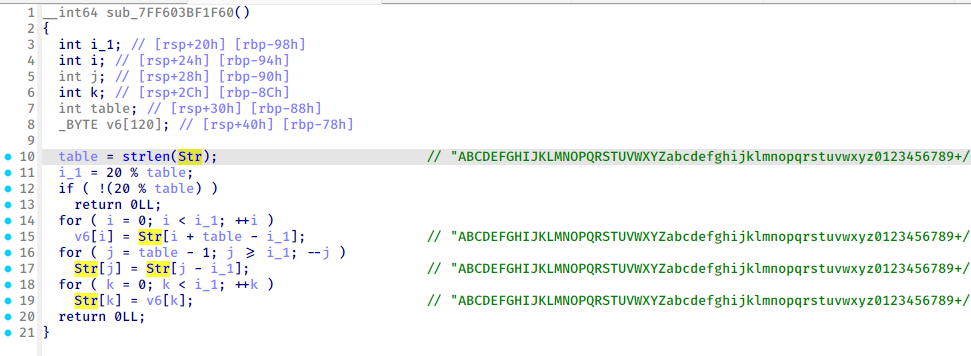 1 __int64 sub_7FF603BF1F60()
2 {
3   int i_1; // [rsp+20h] [rbp-98h]
4   int i; // [rsp+24h] [rbp-94h]
5   int j; // [rsp+28h] [rbp-90h]
6   int k; // [rsp+2Ch] [rbp-8Ch]
7   int table; // [rsp+30h] [rbp-88h]
8   _BYTE v6[120]; // [rsp+40h] [rbp-78h]
9
10   table = strlen(Str); // "ABCDEFGHIJKLMNOPQRSTUVWXYZabcdefghijklmnopqrstuvwxyz0123456789+/
11   i_1 = 20 % table;
12   if ( !(20 % table) )
13     return 0LL;
14   for ( i = 0; i < i_1; ++i )
15     v6[i] = Str[i + table - i_1]; // "ABCDEFGHIJKLMNOPQRSTUVWXYZabcdefghijklmnopqrstuvwxyz0123456789+/
16   for ( j = table - 1; j >= i_1; --j )
17     Str[j] = Str[j - i_1]; // "ABCDEFGHIJKLMNOPQRSTUVWXYZabcdefghijklmnopqrstuvwxyz0123456789+/
18   for ( k = 0; k < i_1; ++k )
19     Str[k] = v6[k]; // "ABCDEFGHIJKLMNOPQRSTUVWXYZabcdefghijklmnopqrstuvwxyz0123456789+/
20   return 0LL;
21 }